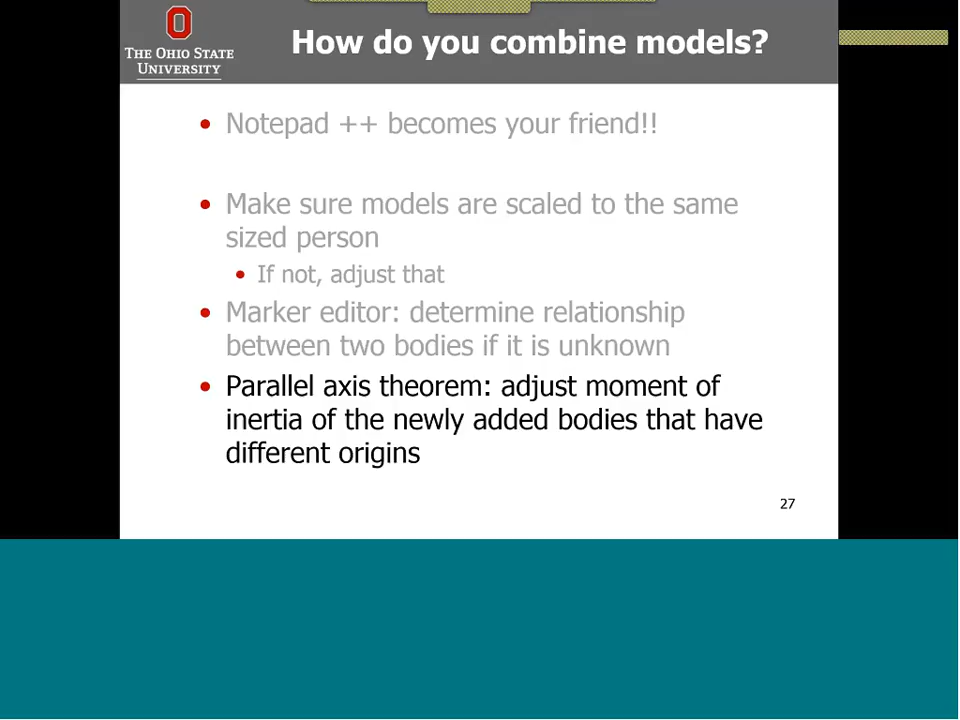 THE OHIO STATE
UNIVERSITY
How do you combine models?
• Notepad ++ becomes your friend!!
• Make sure models are scaled to the same
sized person
• If not, adjust that
• Marker editor: determine relationship
between two bodies if it is unknown
• Parallel axis theorem: adjust moment of
inertia of the newly added bodies that have
different origins
27